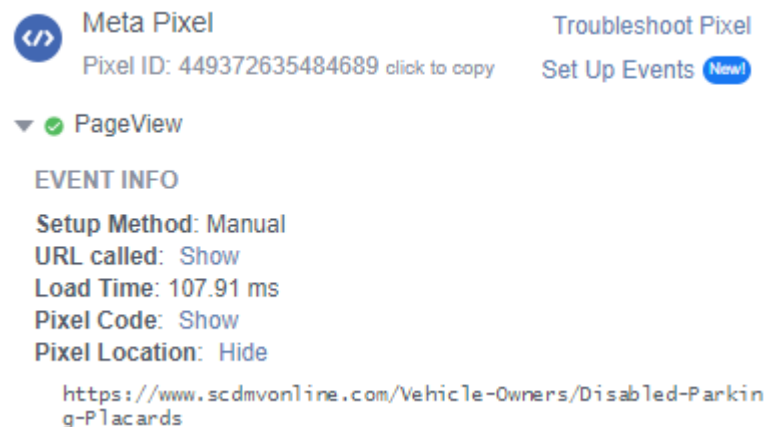 Meta Pixel
Troubleshoot Pixel
Pixel ID: 449372635484689 click to copy
Set Up Events New!
PageView
EVENT INFO
Setup Method: Manual
URL called: Show
Load Time: 107.91 ms
Pixel Code: Show
Pixel Location: Hide
https://www.scdmvonline.com/Vehicle-Owners/Disabled-Parkin
g-Placards